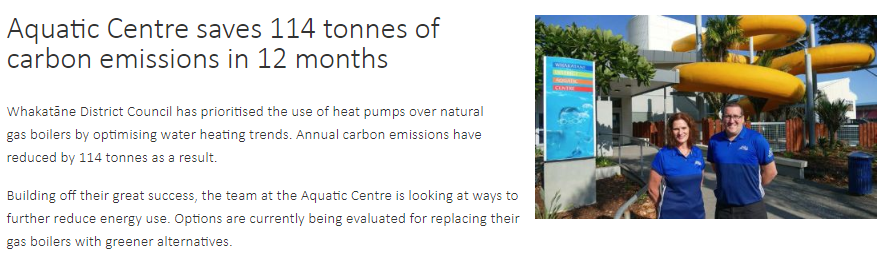 Aquatic Centre saves 114 tonnes of
carbon emissions in 12 months
Whakatāne District Council has prioritised the use of heat pumps over natural
gas boilers by optimising water heating trends. Annual carbon emissions have
reduced by 114 tonnes as a result.
Building off their great success, the team at the Aquatic Centre is looking at ways to
further reduce energy use. Options are currently being evaluated for replacing their
gas boilers with greener alternatives.
WHAKATANE
AQUATIC
CENTRE